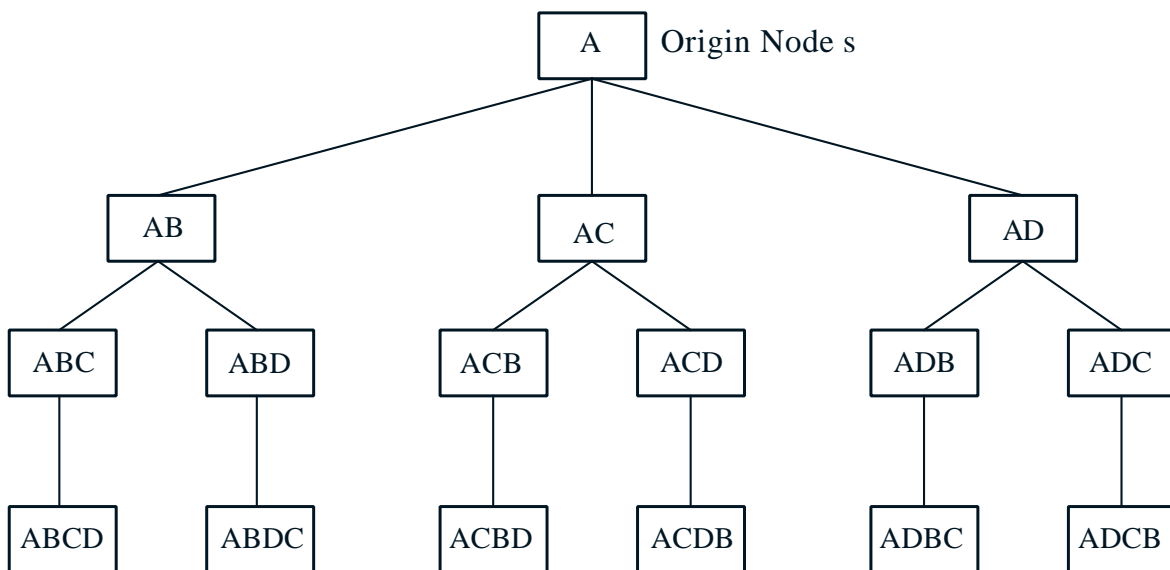 A Origin Node s
AB AC AD
ABC ABD ACB ACD ADB ADC
ABCD ABDC ACBD ACDB ADBC ADCB